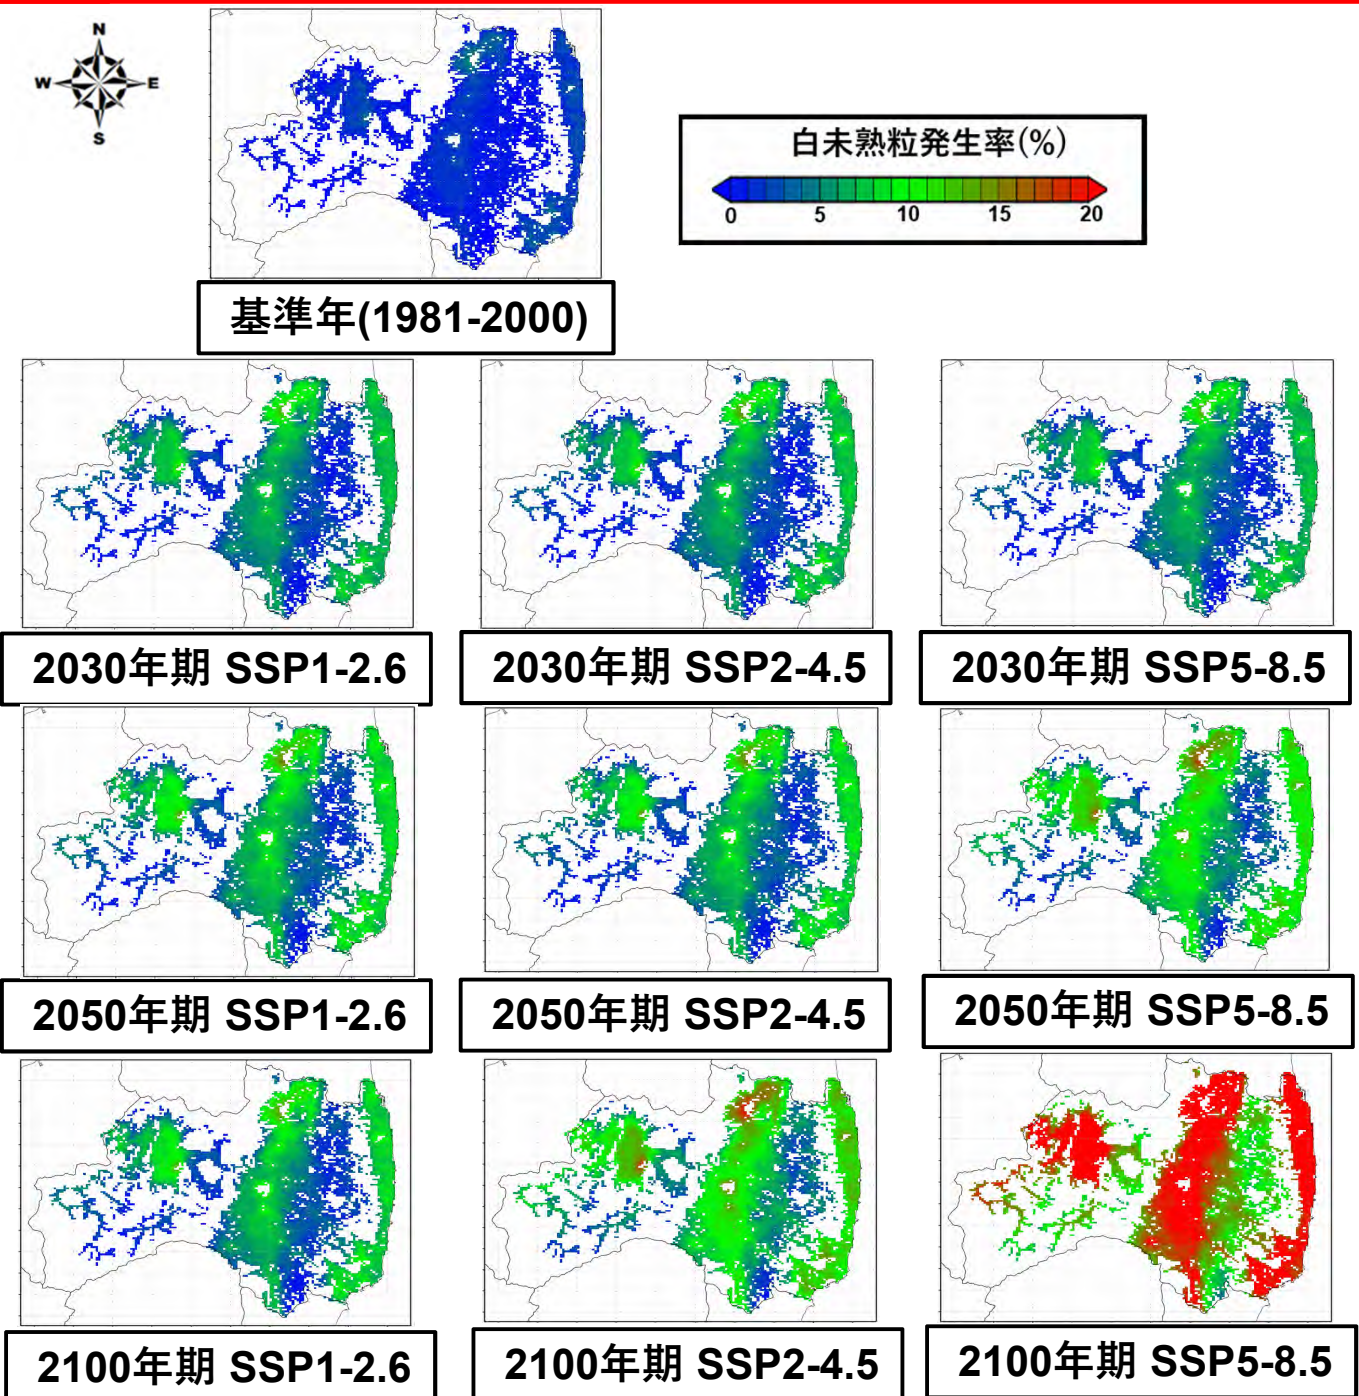 N
W E
S
白未熟粒発生率(%)
0 5 10 15 20
基準年(1981-2000)
2030年期 SSP1-2.6
2030年期 SSP2-4.5
2030年期 SSP5-8.5
2050年期 SSP1-2.6
2050年期 SSP2-4.5
2050年期 SSP5-8.5
2100年期 SSP1-2.6
2100年期 SSP2-4.5
2100年期 SSP5-8.5